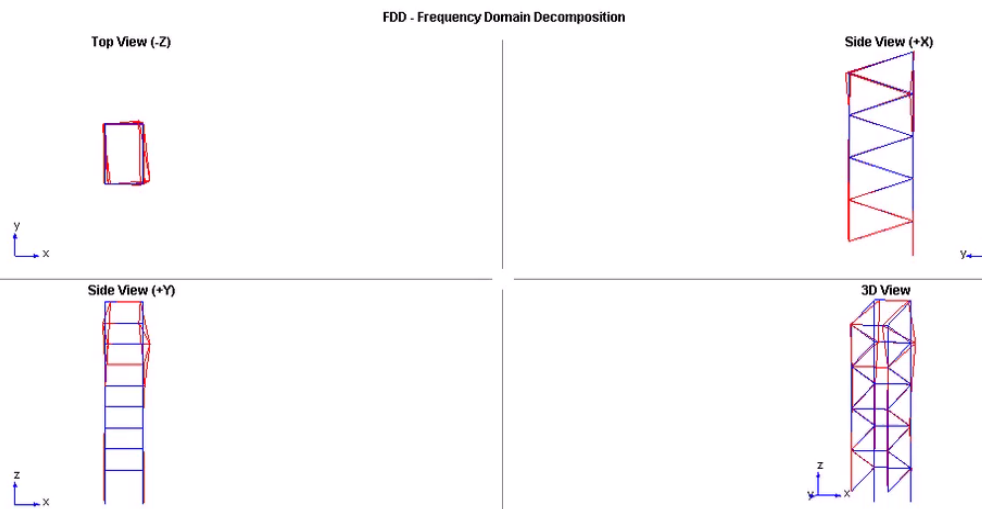 FDD - Frequency Domain Decomposition
Top View (-Z)
Side View (+X)
y
x
y
Side View (+Y)
3D View
z
x
z
y
x